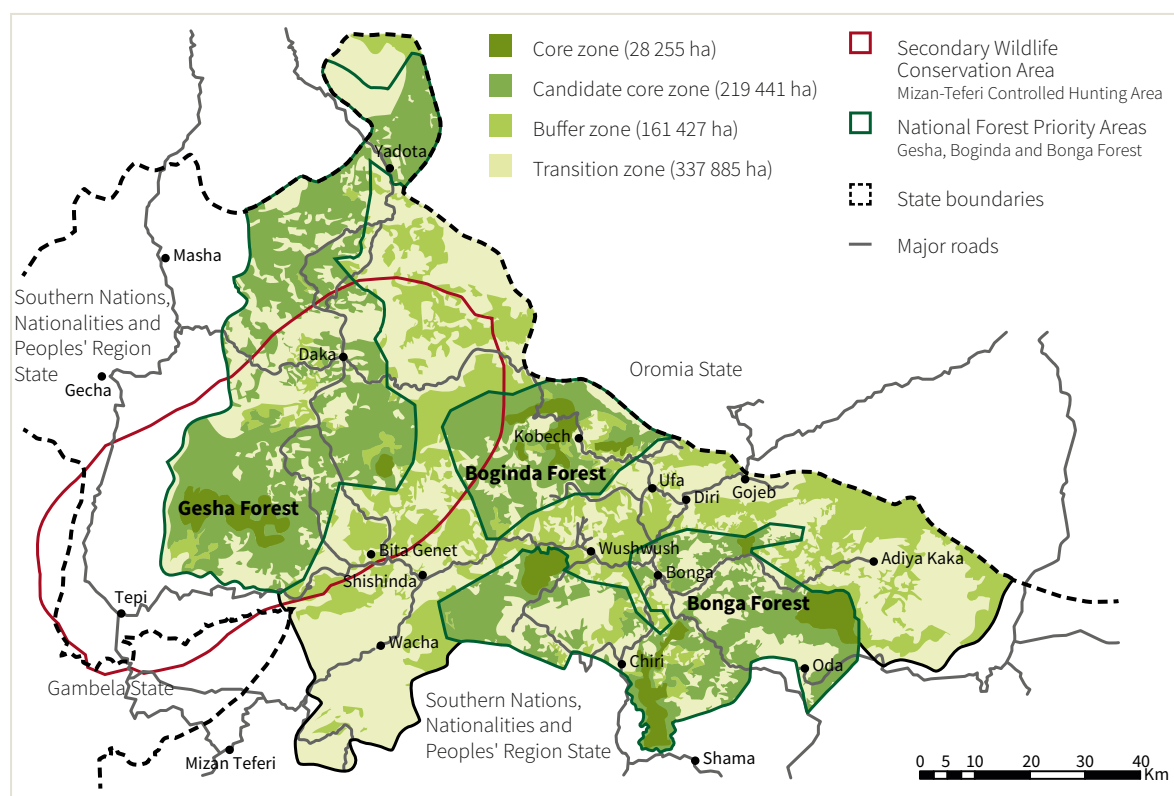 Core zone (28 255 ha)
Candidate core zone (219 441 ha)
Buffer zone (161 427 ha)
Transition zone (337 885 ha)
Secondary Wildlife
Conservation Area
Mizan-Teferi Controlled Hunting Area
National Forest Priority Areas
Gesha, Boginda and Bonga Forest
State boundaries
Major roads
Yadota
Masha
Southern Nations,
Nationalities and
Peoples' Region
State
Gecha
Daka
Oromia State
Kobech
Boginda Forest
Ufa
Diri
Gojeb
Gesha Forest
Bita Genet
Shishinda
Wushwush
Bonga
Adiya Kaka
Bonga Forest
Tepi
Wacha
Chiri
Oda
Gambela State
Southern Nations,
Nationalities and
Peoples' Region State
Mizan Teferi
Shama
0 5 10 20 30 40
Km